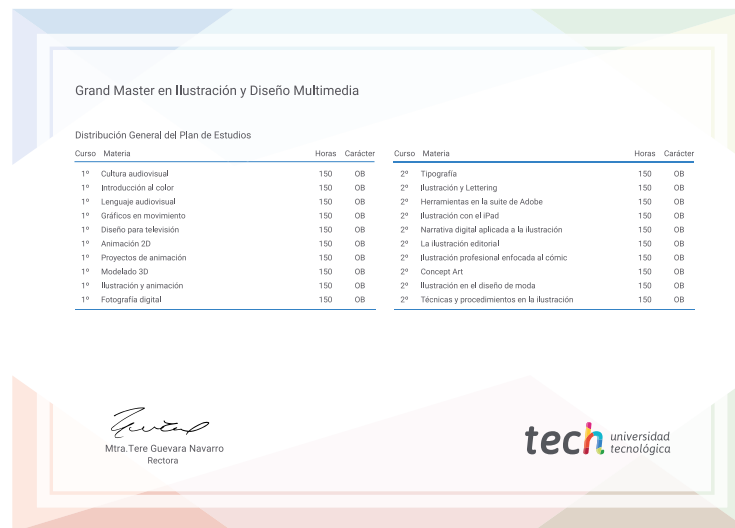 Grand Master en Ilustración y Diseño Multimedia
Distribución General del Plan de Estudios
Curso Materia Horas Carácter
1º Cultura audiovisual 150 OB
1º Introducción al color 150 OB
1º Lenguaje audiovisual 150 OB
1º Gráficos en movimiento 150 OB
1º Diseño para televisión 150 OB
1º Animación 2D 150 OB
1º Proyectos de animación 150 OB
1º Modelado 3D 150 OB
1º Ilustración y animación 150 OB
1º Fotografía digital 150 OB
Curso Materia Horas Carácter
2º Tipografía 150 OB
2º Ilustración y Lettering 150 OB
2º Herramientas en la suite de Adobe 150 OB
2º Ilustración con el iPad 150 OB
2º Narrativa digital aplicada a la ilustración 150 OB
2º La ilustración editorial 150 OB
2º Ilustración profesional enfocada al cómic 150 OB
2º Concept Art 150 OB
2º Ilustración en el diseño de moda 150 OB
2º Técnicas y procedimientos en la ilustración 150 OB
Mtra.Tere Guevara Navarro
Rectora
tech universidad
tecnológica